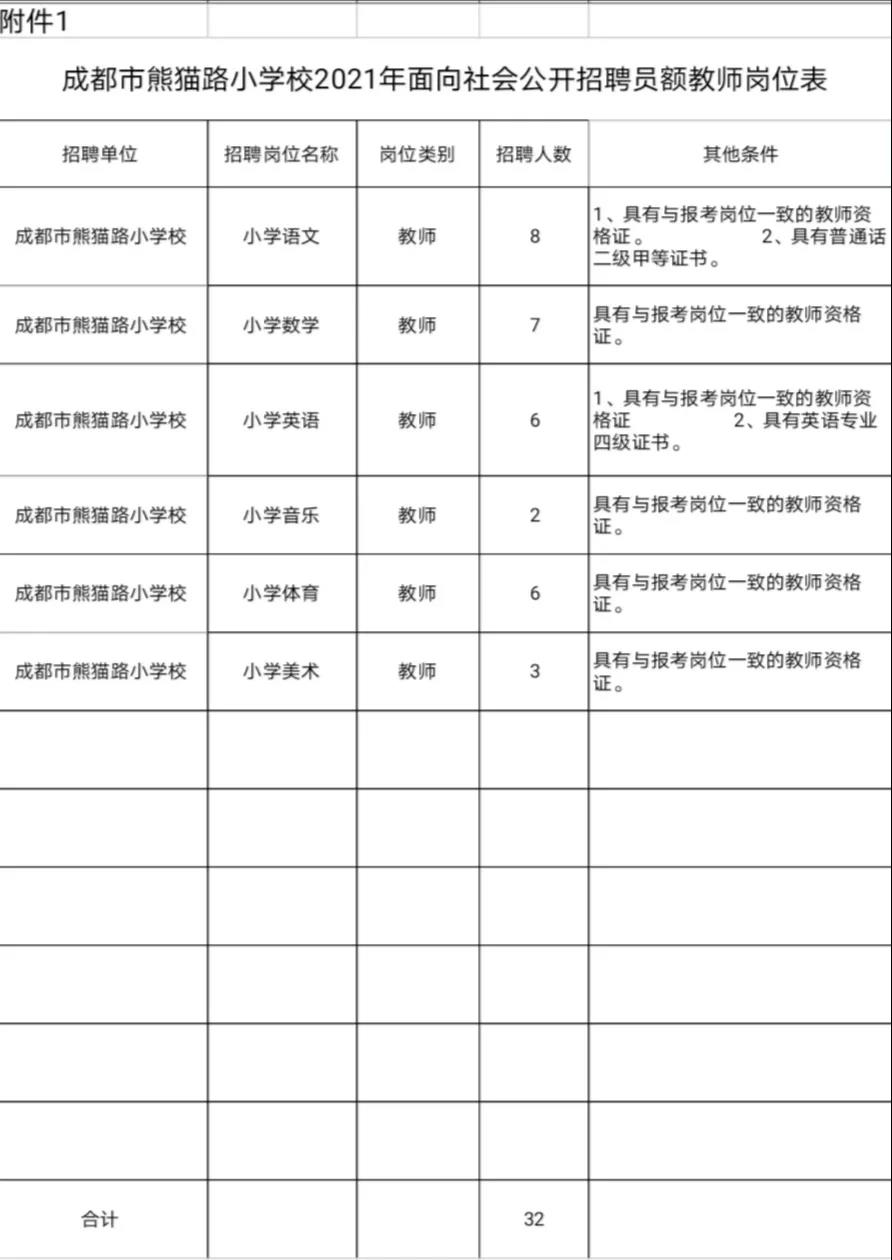 附件1
成都市熊猫路小学校2021年面向社会公开招聘员额教师岗位表
招聘单位 招聘岗位名称 岗位类别 招聘人数 其他条件
成都市熊猫路小学校 小学语文 教师 8 1、具有与报考岗位一致的教师资
格证。 2、具有普通话
二级甲等证书。
成都市熊猫路小学校 小学数学 教师 7 具有与报考岗位一致的教师资格
证。
成都市熊猫路小学校 小学英语 教师 6 1、具有与报考岗位一致的教师资
格证 2、具有英语专业
四级证书。
成都市熊猫路小学校 小学音乐 教师 2 具有与报考岗位一致的教师资格
证。
成都市熊猫路小学校 小学体育 教师 6 具有与报考岗位一致的教师资格
证。
成都市熊猫路小学校 小学美术 教师 3 具有与报考岗位一致的教师资格
证。
合计 32